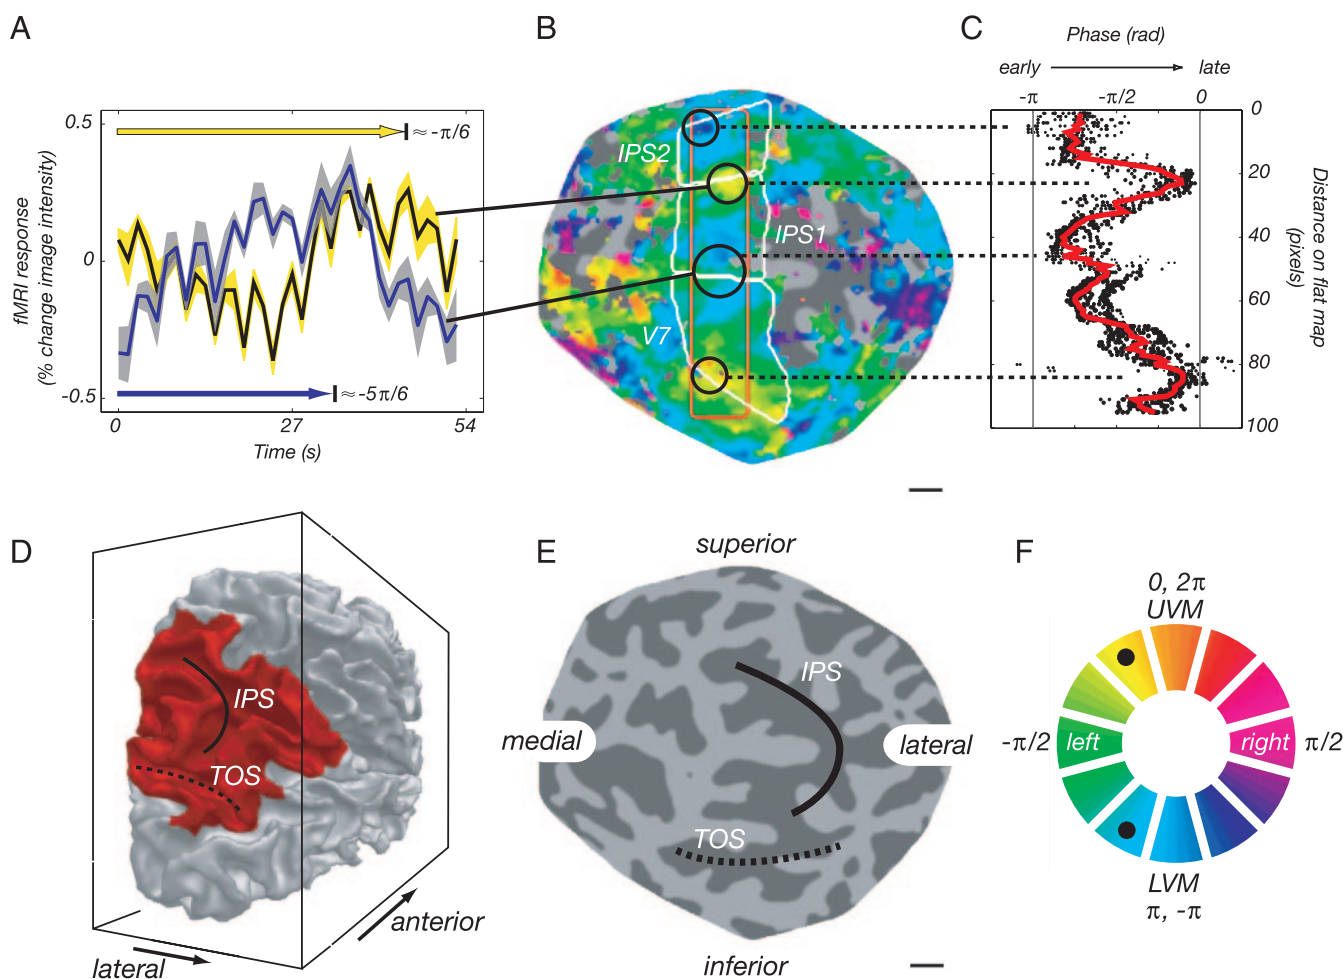 A
fMRI response
(% change image intensity)
0.5
0
-0.5
≈-π/6
≈-5π/6
0
27
54
Time (s)
B
IPS2
IPS1
V7
C
Phase (rad)
early
late
-π
-π/2
0
0
20
40
60
80
100
Distance on flat map
(pixels)
D
IPS
TOS
lateral
anterior
E
superior
medial
IPS
lateral
TOS
inferior
F
0, 2π
UVM
-π/2
left
right
π/2
LVM
π, -π